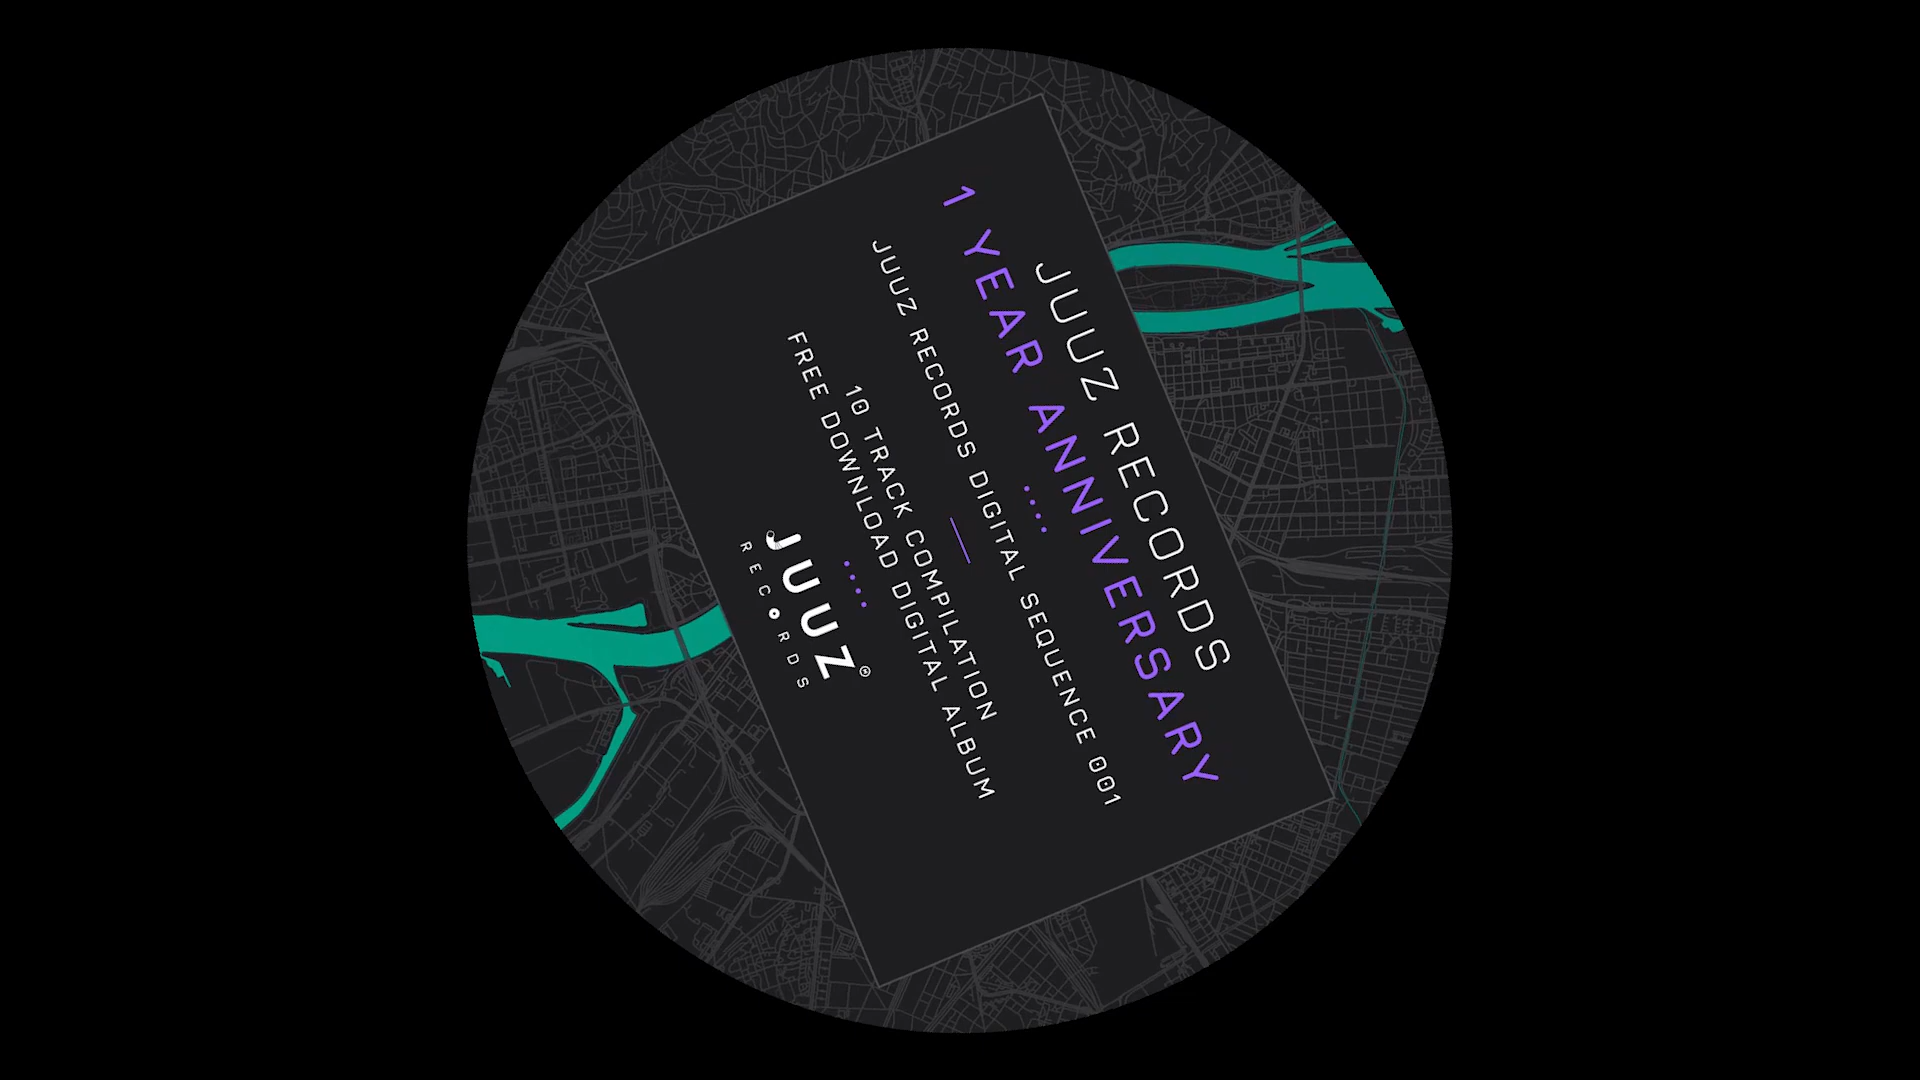 JUUZ RECORDS
1 YEAR ANNIVERSARY
JUUZ RECORDS DIGITAL SEQUENCE 001
10 TRACK COMPILATION
FREE DOWNLOAD DIGITAL ALBUM
JUUZ®
RECORDS